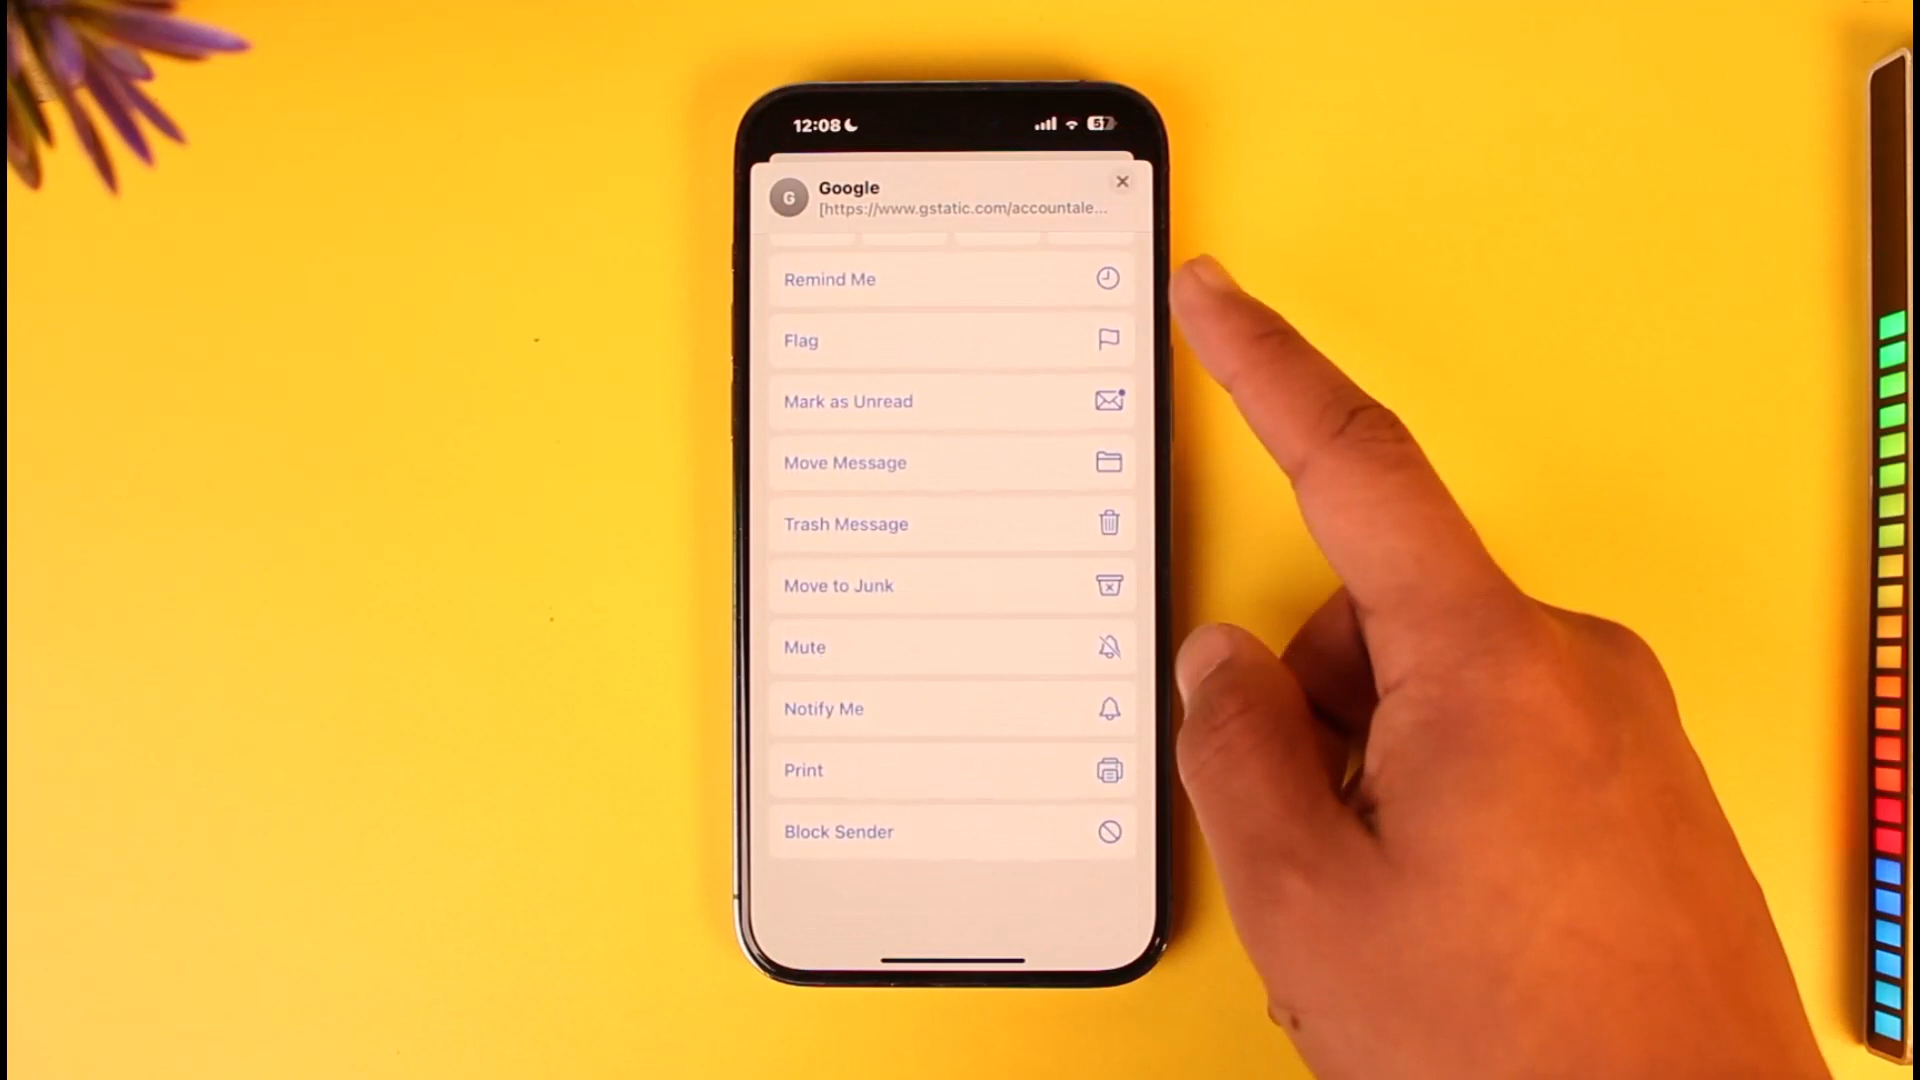 12:08
57
G
Google
[https://www.gstatic.com/accountale...
Remind Me
Flag
Mark as Unread
Move Message
Trash Message
Move to Junk
Mute
Notify Me
Print
Block Sender